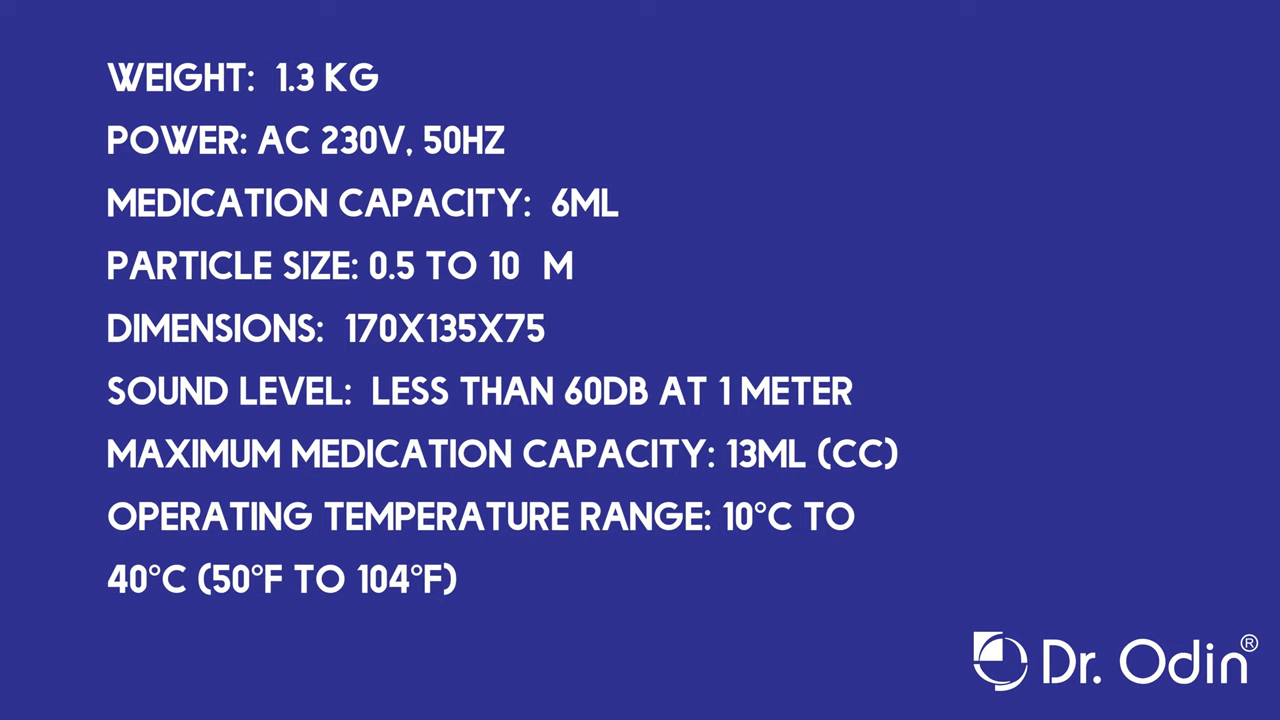 WEIGHT: 1.3 KG
POWER: AC 230V, 50HZ
MEDICATION CAPACITY: 6ML
PARTICLE SIZE: 0.5 TO 10 M
DIMENSIONS: 170X135X75
SOUND LEVEL: LESS THAN 60DB AT 1 METER
MAXIMUM MEDICATION CAPACITY: 13ML (CC)
OPERATING TEMPERATURE RANGE: 10°C TO
40°C (50°F TO 104°F)
Dr. Odin®